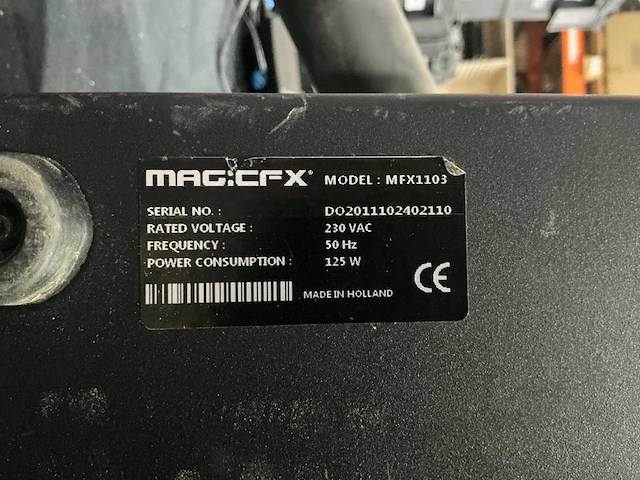 MAGICFX® MODEL : MFX1103
SERIAL NO. : DO2011102402110
RATED VOLTAGE : 230 VAC
FREQUENCY : 50 Hz
POWER CONSUMPTION : 125 W
MADE IN HOLLAND CE